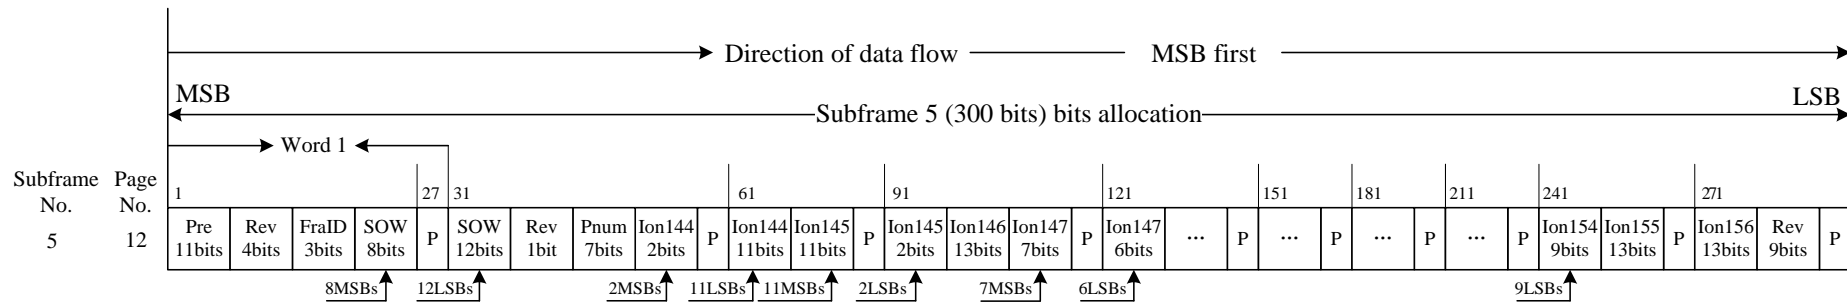 Direction of data flow MSB first
MSB LSB
Subframe 5 (300 bits) bits allocation
Word 1
Subframe No. Page No. 1 27 31 61 91 121 151 181 211 241 271
5 12 Pre 11bits Rev 4bits FraID 3bits SOW 8bits P SOW 12bits Rev 1bit Pnum 7bits Ion144 2bits P Ion144 11bits Ion145 11bits P Ion145 2bits Ion146 13bits Ion147 7bits P Ion147 6bits ... P ... P ... P ... P Ion154 9bits Ion155 13bits P Ion156 13bits Rev 9bits P
8MSBs 12LSBs 2MSBs 11LSBs 11MSBs 2LSBs 7MSBs 6LSBs 9LSBs